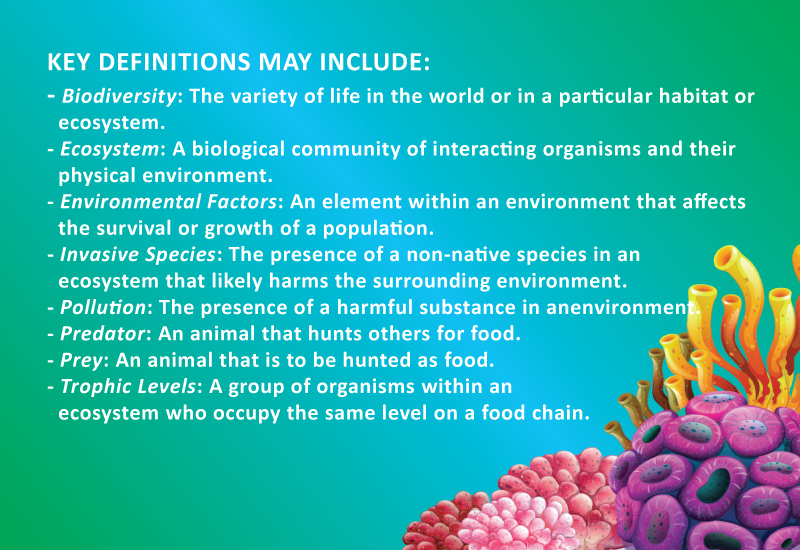 KEY DEFINITIONS MAY INCLUDE:
- Biodiversity: The variety of life in the world or in a particular habitat or
ecosystem.
- Ecosystem: A biological community of interacting organisms and their
physical environment.
- Environmental Factors: An element within an environment that affects
the survival or growth of a population.
- Invasive Species: The presence of a non-native species in an
ecosystem that likely harms the surrounding environment.
- Pollution: The presence of a harmful substance in anenvironment.
- Predator: An animal that hunts others for food.
- Prey: An animal that is to be hunted as food.
- Trophic Levels: A group of organisms within an
ecosystem who occupy the same level on a food chain.